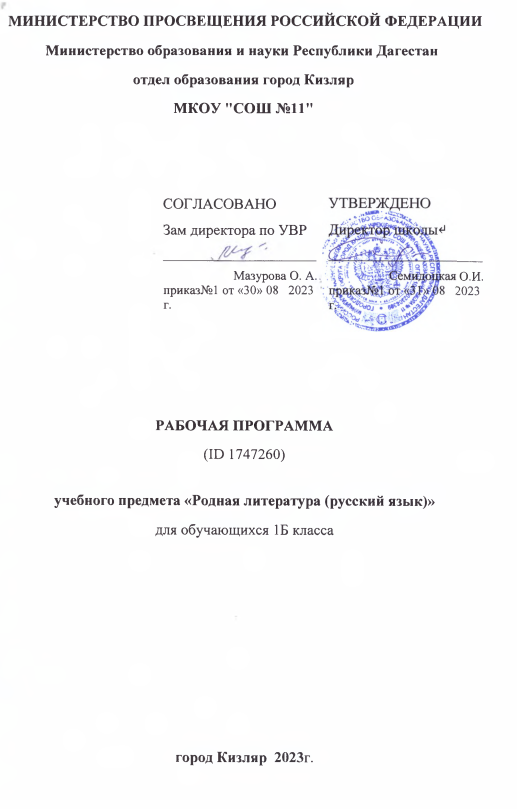 МИНИСТЕРСТВО ПРОСВЕЩЕНИЯ РОССИЙСКОЙ ФЕДЕРАЦИИ
Министерство образования и науки Республики Дагестан
отдел образования город Кизляр
МКОУ "СОШ №11"
СОГЛАСОВАНО
Зам директора по УВР
Мазурова О. А.
приказ№1 от «30» 08 2023
г.
УТВЕРЖДЕНО
Директор школы↵
Семидоцкая О.И.
приказ№1 от «31» 08 2023
г.
РАБОЧАЯ ПРОГРАММА
(ID 1747260)
учебного предмета «Родная литература (русский язык)»
для обучающихся 1Б класса
город Кизляр 2023г.